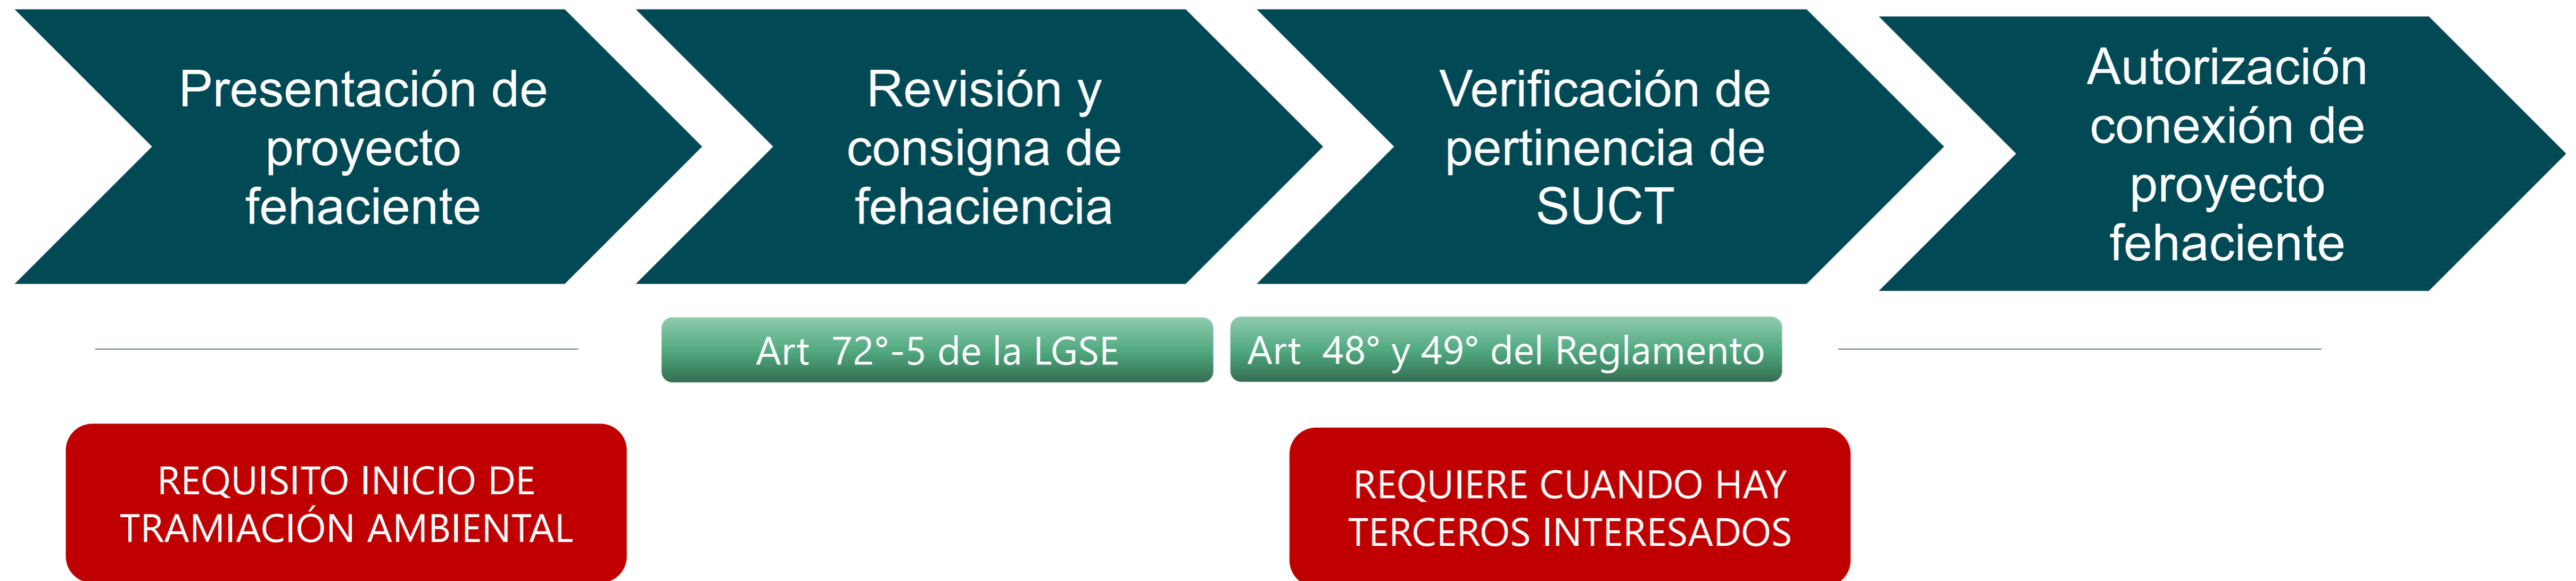 Presentación de
proyecto
fehaciente
Revisión y
consigna de
fehaciencia
Verificación de
pertinencia de
SUCT
Autorización
conexión de
proyecto
fehaciente
Art  72°-5 de la LGSE
Art  48° y 49° del Reglamento
REQUISITO INICIO DE
TRAMIACIÓN AMBIENTAL
REQUIERE CUANDO HAY
TERCEROS INTERESADOS